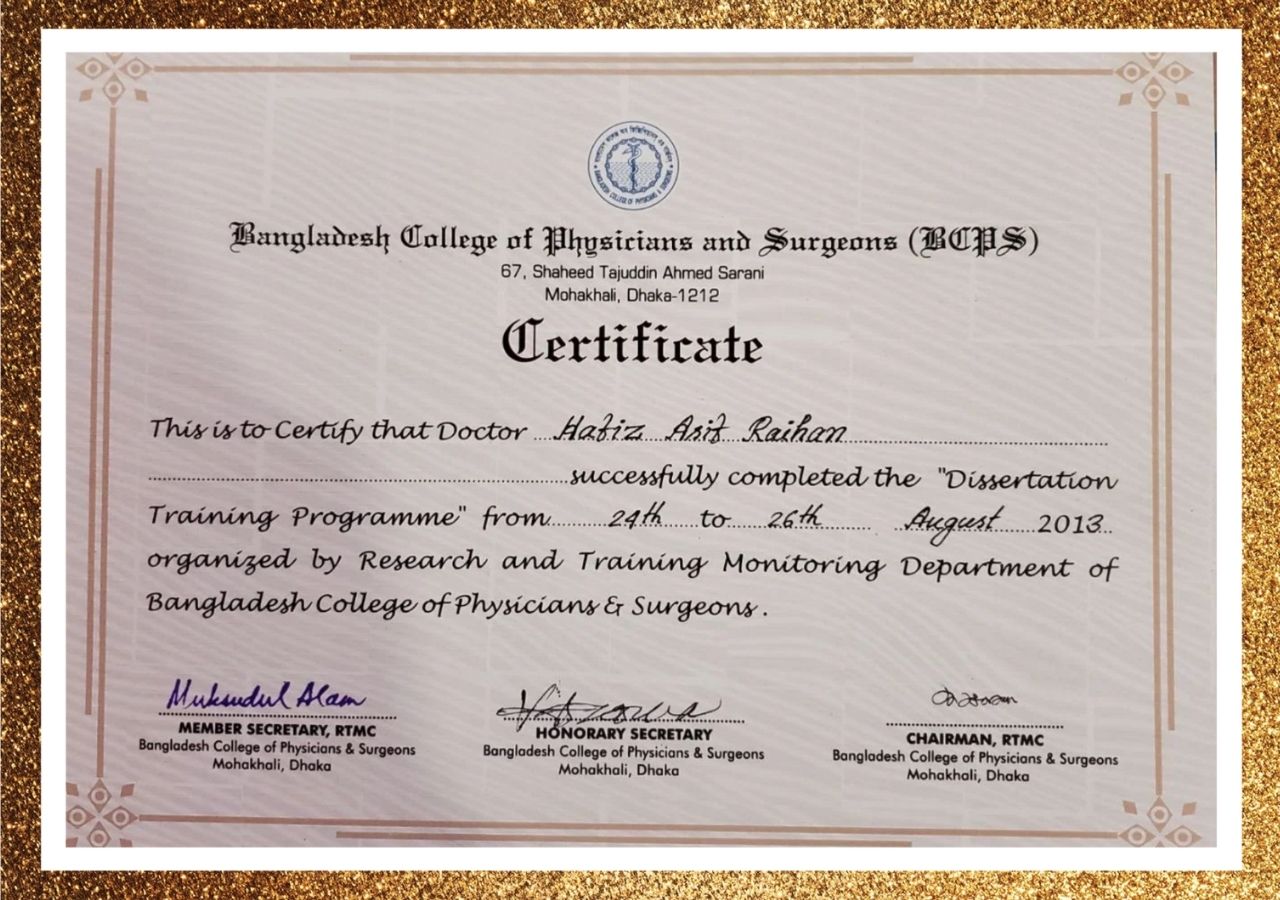 Bangladesh College of Physicians and Surgeons (BCPS)
67, Shaheed Tajuddin Ahmed Sarani
Mohakhali, Dhaka-1212
Certificate
This is to Certify that Doctor Hafiz Asif Raihan
successfully completed the "Dissertation
Training Programme" from 24th to 26th August 2013
organized by Research and Training Monitoring Department of
Bangladesh College of Physicians & Surgeons.
Muksudul Alam
MEMBER SECRETARY, RTMC
Bangladesh College of Physicians & Surgeons
Mohakhali, Dhaka
HONORARY SECRETARY
Bangladesh College of Physicians & Surgeons
Mohakhali, Dhaka
CHAIRMAN, RTMC
Bangladesh College of Physicians & Surgeons
Mohakhali, Dhaka